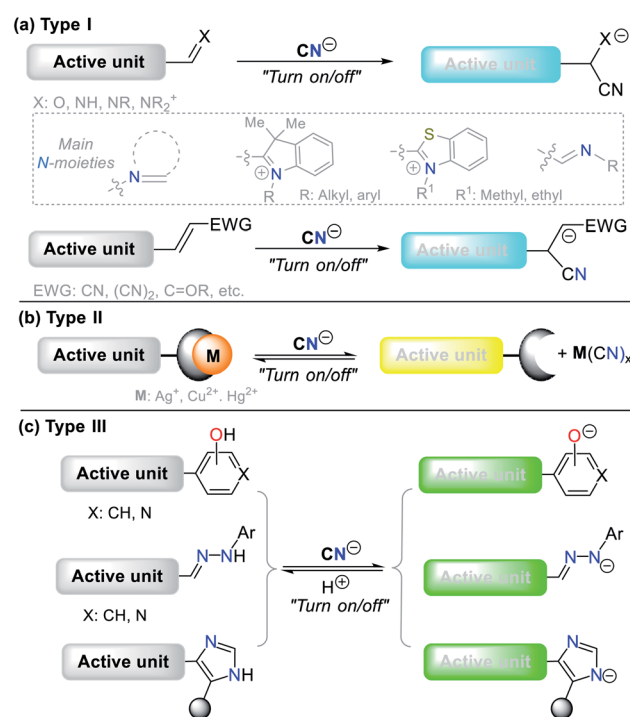 (a) Type I
Active unit
X
CN⊖
"Turn on/off"
Active unit
X⊖
CN
X: O, NH, NR, NR₂⁺
Main
N-moieties
N
Me Me
N
⊕
R
R: Alkyl, aryl
S
N
⊕
R¹
R¹: Methyl, ethyl
N
R
Active unit
EWG
CN⊖
"Turn on/off"
Active unit
⊖
EWG
CN
EWG: CN, (CN)₂, C=OR, etc.
(b) Type II
Active unit
M
CN⊖
"Turn on/off"
Active unit
+ M(CN)ₓ
M: Ag⁺, Cu²⁺. Hg²⁺
(c) Type III
Active unit
OH
X
X: CH, N
Active unit
N
N
H
Ar
X: CH, N
Active unit
N
NH
CN⊖
H⊕
"Turn on/off"
Active unit
O⊖
X
Active unit
N
N
⊖
Ar
Active unit
N
N⊖